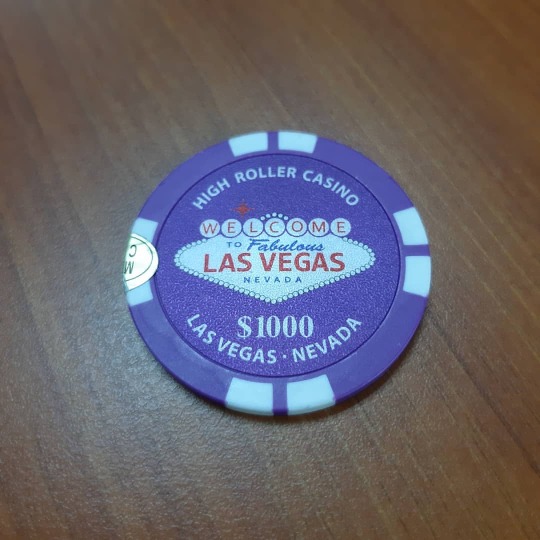 HIGH ROLLER CASINO
WELCOME
TO Fabulous
LAS VEGAS
NEVADA
$1000
LAS VEGAS · NEVADA